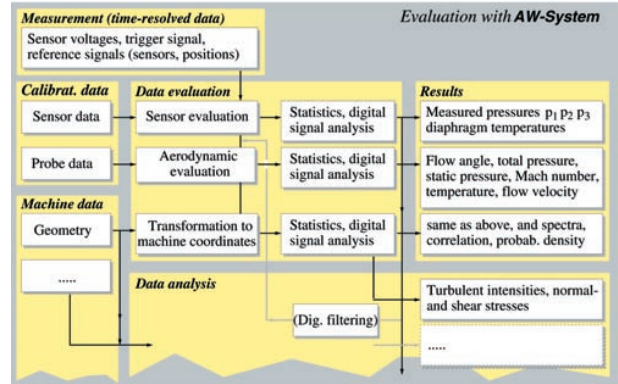 Measurement (time-resolved data)
Evaluation with AW-System
Sensor voltages, trigger signal,
reference signals (sensors, positions)
Calibrat. data
Data evaluation
Results
Sensor data
Sensor evaluation
Statistics, digital
signal analysis
Measured pressures p1 p2 p3
diaphragm temperatures
Probe data
Aerodynamic
evaluation
Statistics, digital
signal analysis
Flow angle, total pressure,
static pressure, Mach number,
temperature, flow velocity
Machine data
Geometry
Transformation to
machine coordinates
Statistics, digital
signal analysis
same as above, and spectra,
correlation, probab. density
.....
Data analysis
Turbulent intensities, normal-
and shear stresses
(Dig. filtering)
.....